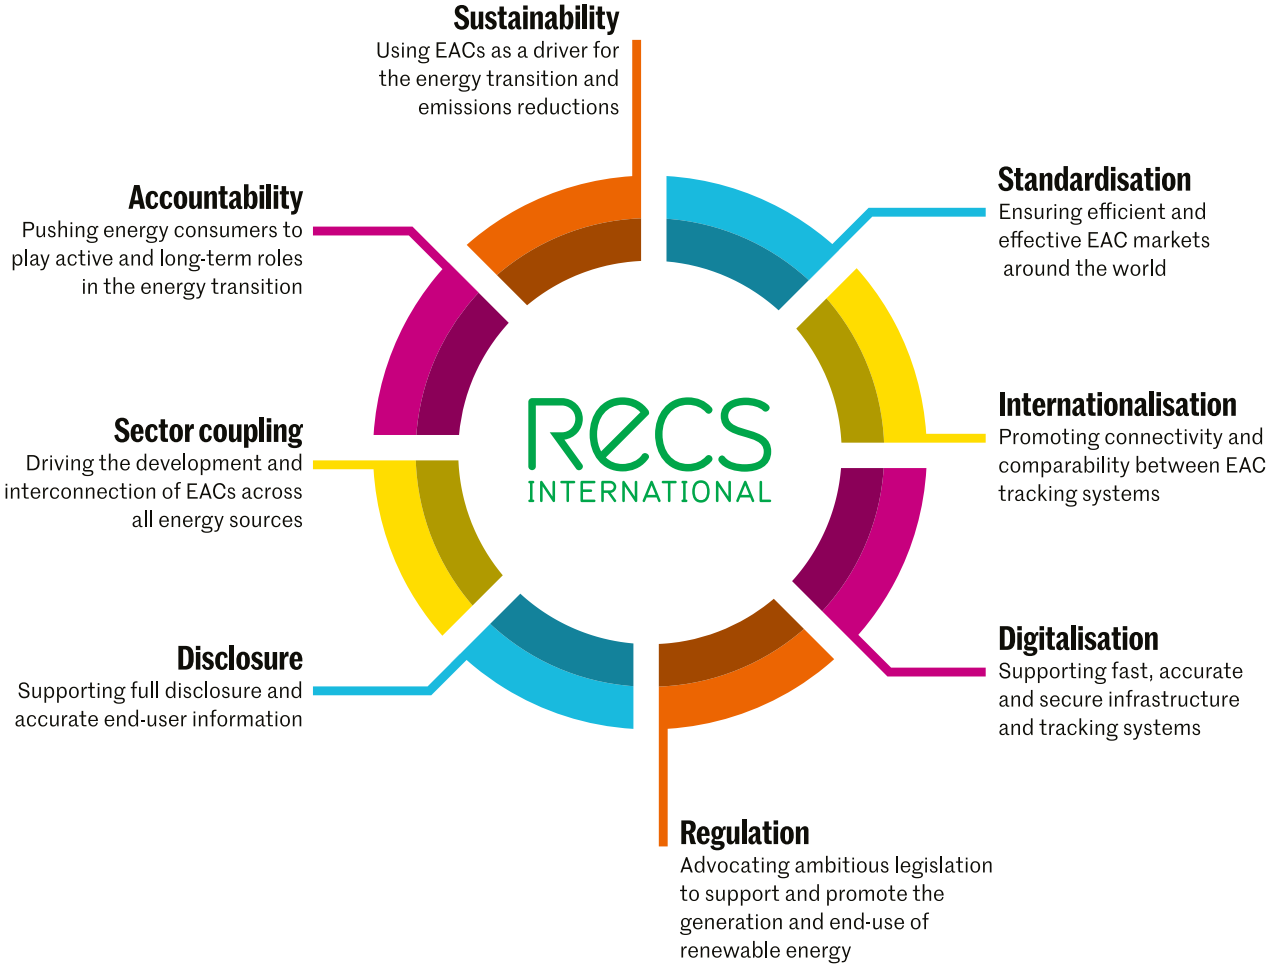 Sustainability
Using EACs as a driver for
the energy transition and
emissions reductions
Standardisation
Ensuring efficient and
effective EAC markets
around the world
Internationalisation
Promoting connectivity and
comparability between EAC
tracking systems
Digitalisation
Supporting fast, accurate
and secure infrastructure
and tracking systems
Regulation
Advocating ambitious legislation
to support and promote the
generation and end-use of
renewable energy
Disclosure
Supporting full disclosure and
accurate end-user information
Sector coupling
Driving the development and
interconnection of EACs across
all energy sources
Accountability
Pushing energy consumers to
play active and long-term roles
in the energy transition
RECS
INTERNATIONAL